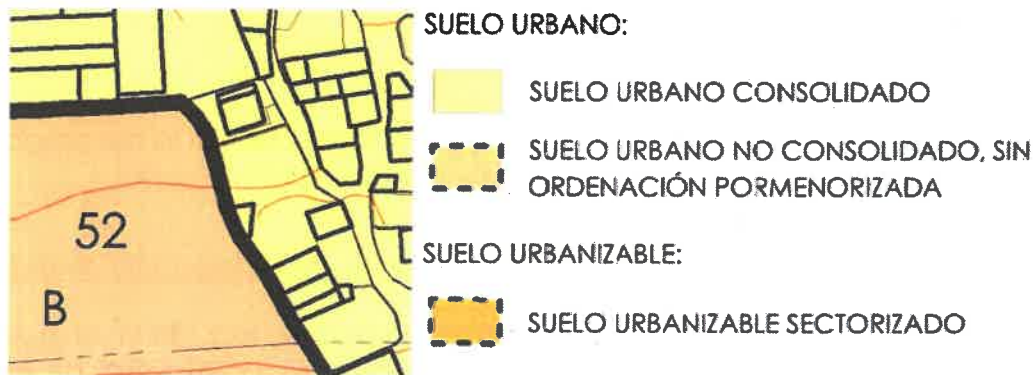 SUELO URBANO:
SUELO URBANO CONSOLIDADO
SUELO URBANO NO CONSOLIDADO, SIN
ORDENACIÓN PORMENORIZADA
SUELO URBANIZABLE:
SUELO URBANIZABLE SECTORIZADO
52
B